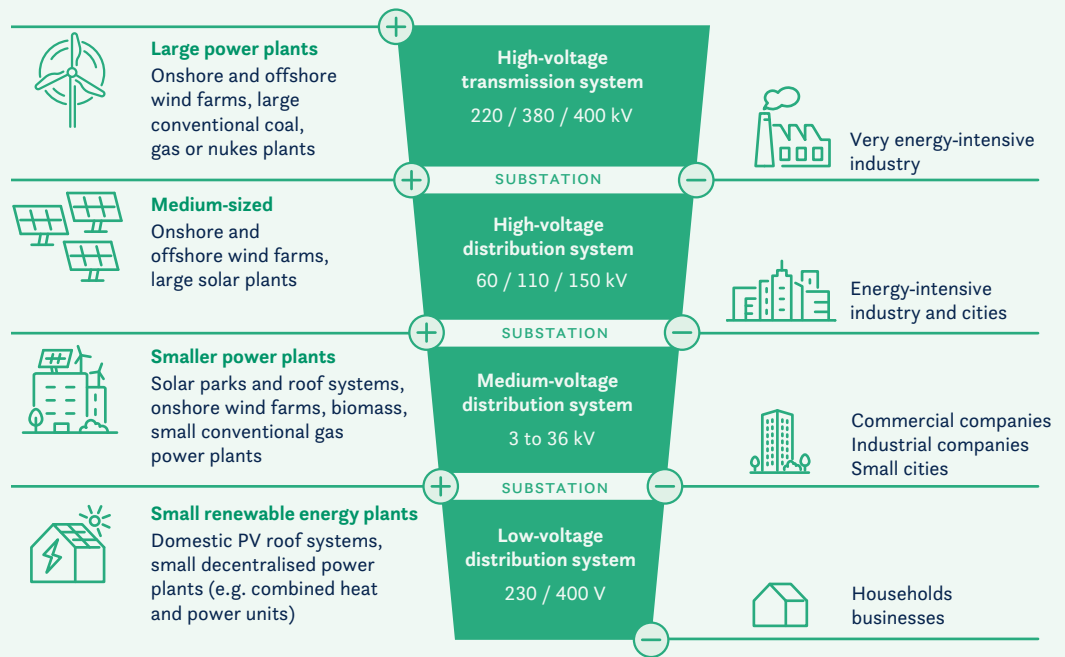 Large power plants
Onshore and offshore
wind farms, large
conventional coal,
gas or nukes plants
High-voltage
transmission system
220 / 380 / 400 kV
Very energy-intensive
industry
SUBSTATION
Medium-sized
Onshore and
offshore wind farms,
large solar plants
High-voltage
distribution system
60 / 110 / 150 kV
Energy-intensive
industry and cities
SUBSTATION
Smaller power plants
Solar parks and roof systems,
onshore wind farms, biomass,
small conventional gas
power plants
Medium-voltage
distribution system
3 to 36 kV
Commercial companies
Industrial companies
Small cities
SUBSTATION
Small renewable energy plants
Domestic PV roof systems,
small decentralised power
plants (e.g. combined heat
and power units)
Low-voltage
distribution system
230 / 400 V
Households
businesses